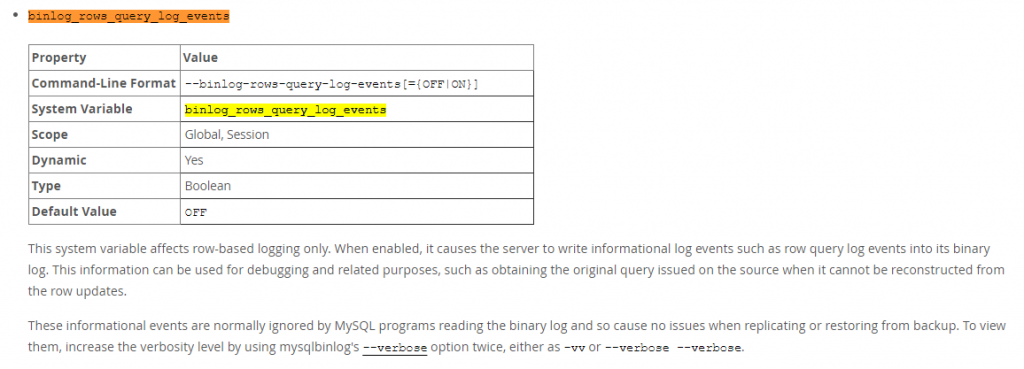 • binlog_rows_query_log_events
Property Value
Command-Line Format --binlog-rows-query-log-events[={OFF|ON}]
System Variable binlog_rows_query_log_events
Scope Global, Session
Dynamic Yes
Type Boolean
Default Value OFF
This system variable affects row-based logging only. When enabled, it causes the server to write informational log events such as row query log events into its binary
log. This information can be used for debugging and related purposes, such as obtaining the original query issued on the source when it cannot be reconstructed from
the row updates.
These informational events are normally ignored by MySQL programs reading the binary log and so cause no issues when replicating or restoring from backup. To view
them, increase the verbosity level by using mysqlbinlog's --verbose option twice, either as -vv or --verbose --verbose.